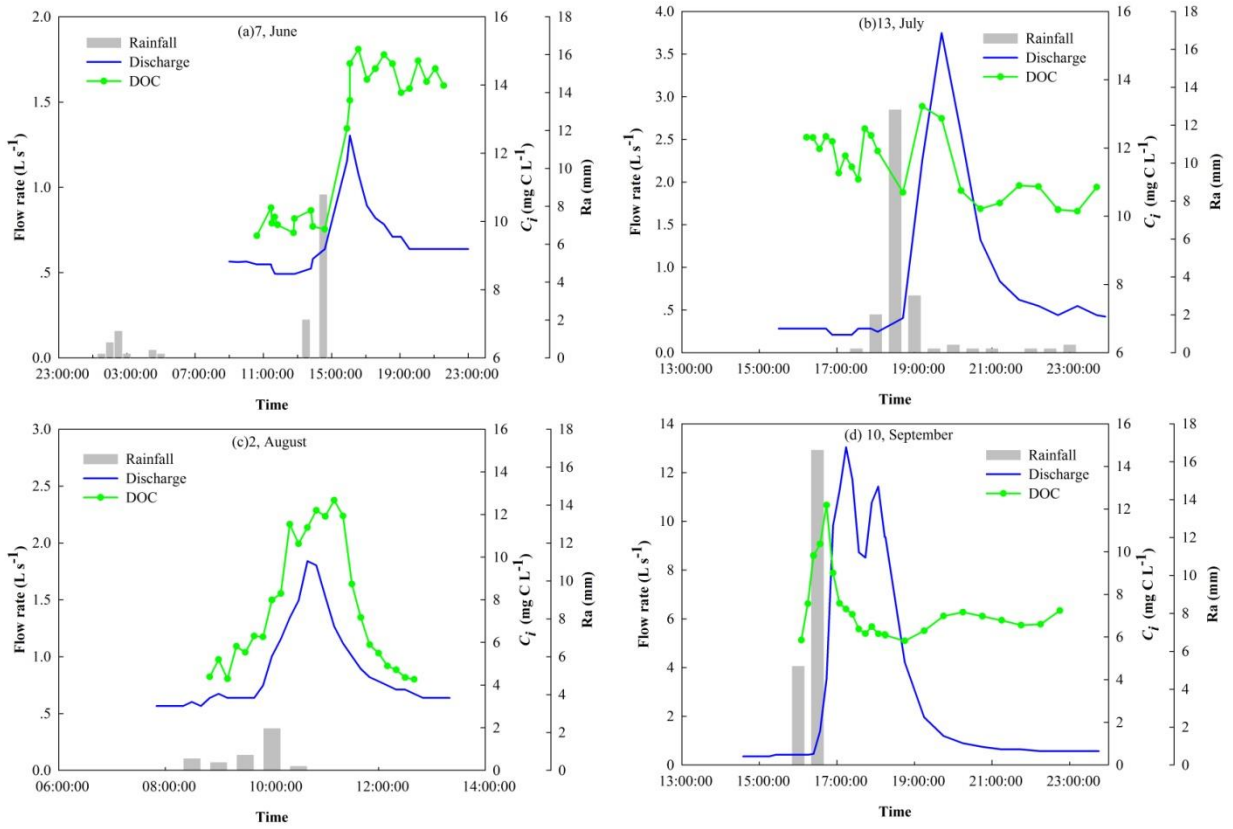 (a)7, June
Rainfall
Discharge
DOC
Flow rate (L s⁻¹)
2.0
1.5
1.0
.5
0.0
16
14
12
10
8
6
Cᵢ (mg C L⁻¹)
18
16
14
12
10
8
6
4
2
0
Ra (mm)
23:00:00 03:00:00 07:00:00 11:00:00 15:00:00 19:00:00 23:00:00
Time
(b)13, July
Rainfall
Discharge
DOC
Flow rate (L s⁻¹)
4.0
3.5
3.0
2.5
2.0
1.5
1.0
.5
0.0
16
14
12
10
8
6
Cᵢ (mg C L⁻¹)
18
16
14
12
10
8
6
4
2
0
Ra (mm)
13:00:00 17:00:00 19:00:00 21:00:00 23:00:00
Time
(c)2, August
Rainfall
Discharge
DOC
Flow rate (L s⁻¹)
3.0
2.5
2.0
1.5
1.0
.5
0.0
16
14
12
10
8
6
4
2
0
Cᵢ (mg C L⁻¹)
18
16
14
12
10
8
6
4
2
0
Ra (mm)
06:00:00 08:00:00 10:00:00 12:00:00 14:00:00
Time
(d) 10, September
Rainfall
Discharge
DOC
Flow rate (L s⁻¹)
14
12
10
8
6
4
2
0
16
14
12
10
8
6
4
2
0
Cᵢ (mg C L⁻¹)
18
16
14
12
10
8
6
4
2
0
Ra (mm)
13:00:00 15:00:00 17:00:00 19:00:00 21:00:00 23:00:00
Time